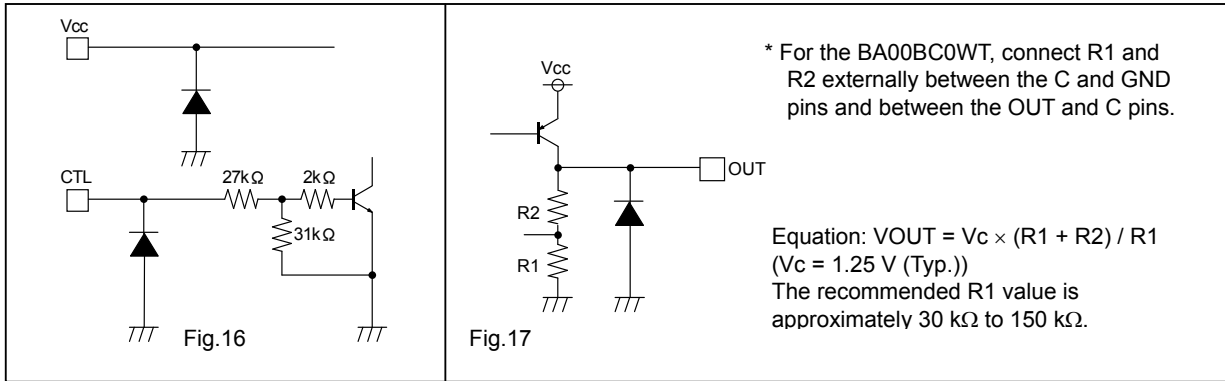 Vcc
CTL
27kΩ
2kΩ
31kΩ
Fig.16
Vcc
OUT
R2
R1
Fig.17
* For the BA00BC0WT, connect R1 and
R2 externally between the C and GND
pins and between the OUT and C pins.
Equation: VOUT = Vc × (R1 + R2) / R1
(Vc = 1.25 V (Typ.))
The recommended R1 value is
approximately 30 kΩ to 150 kΩ.